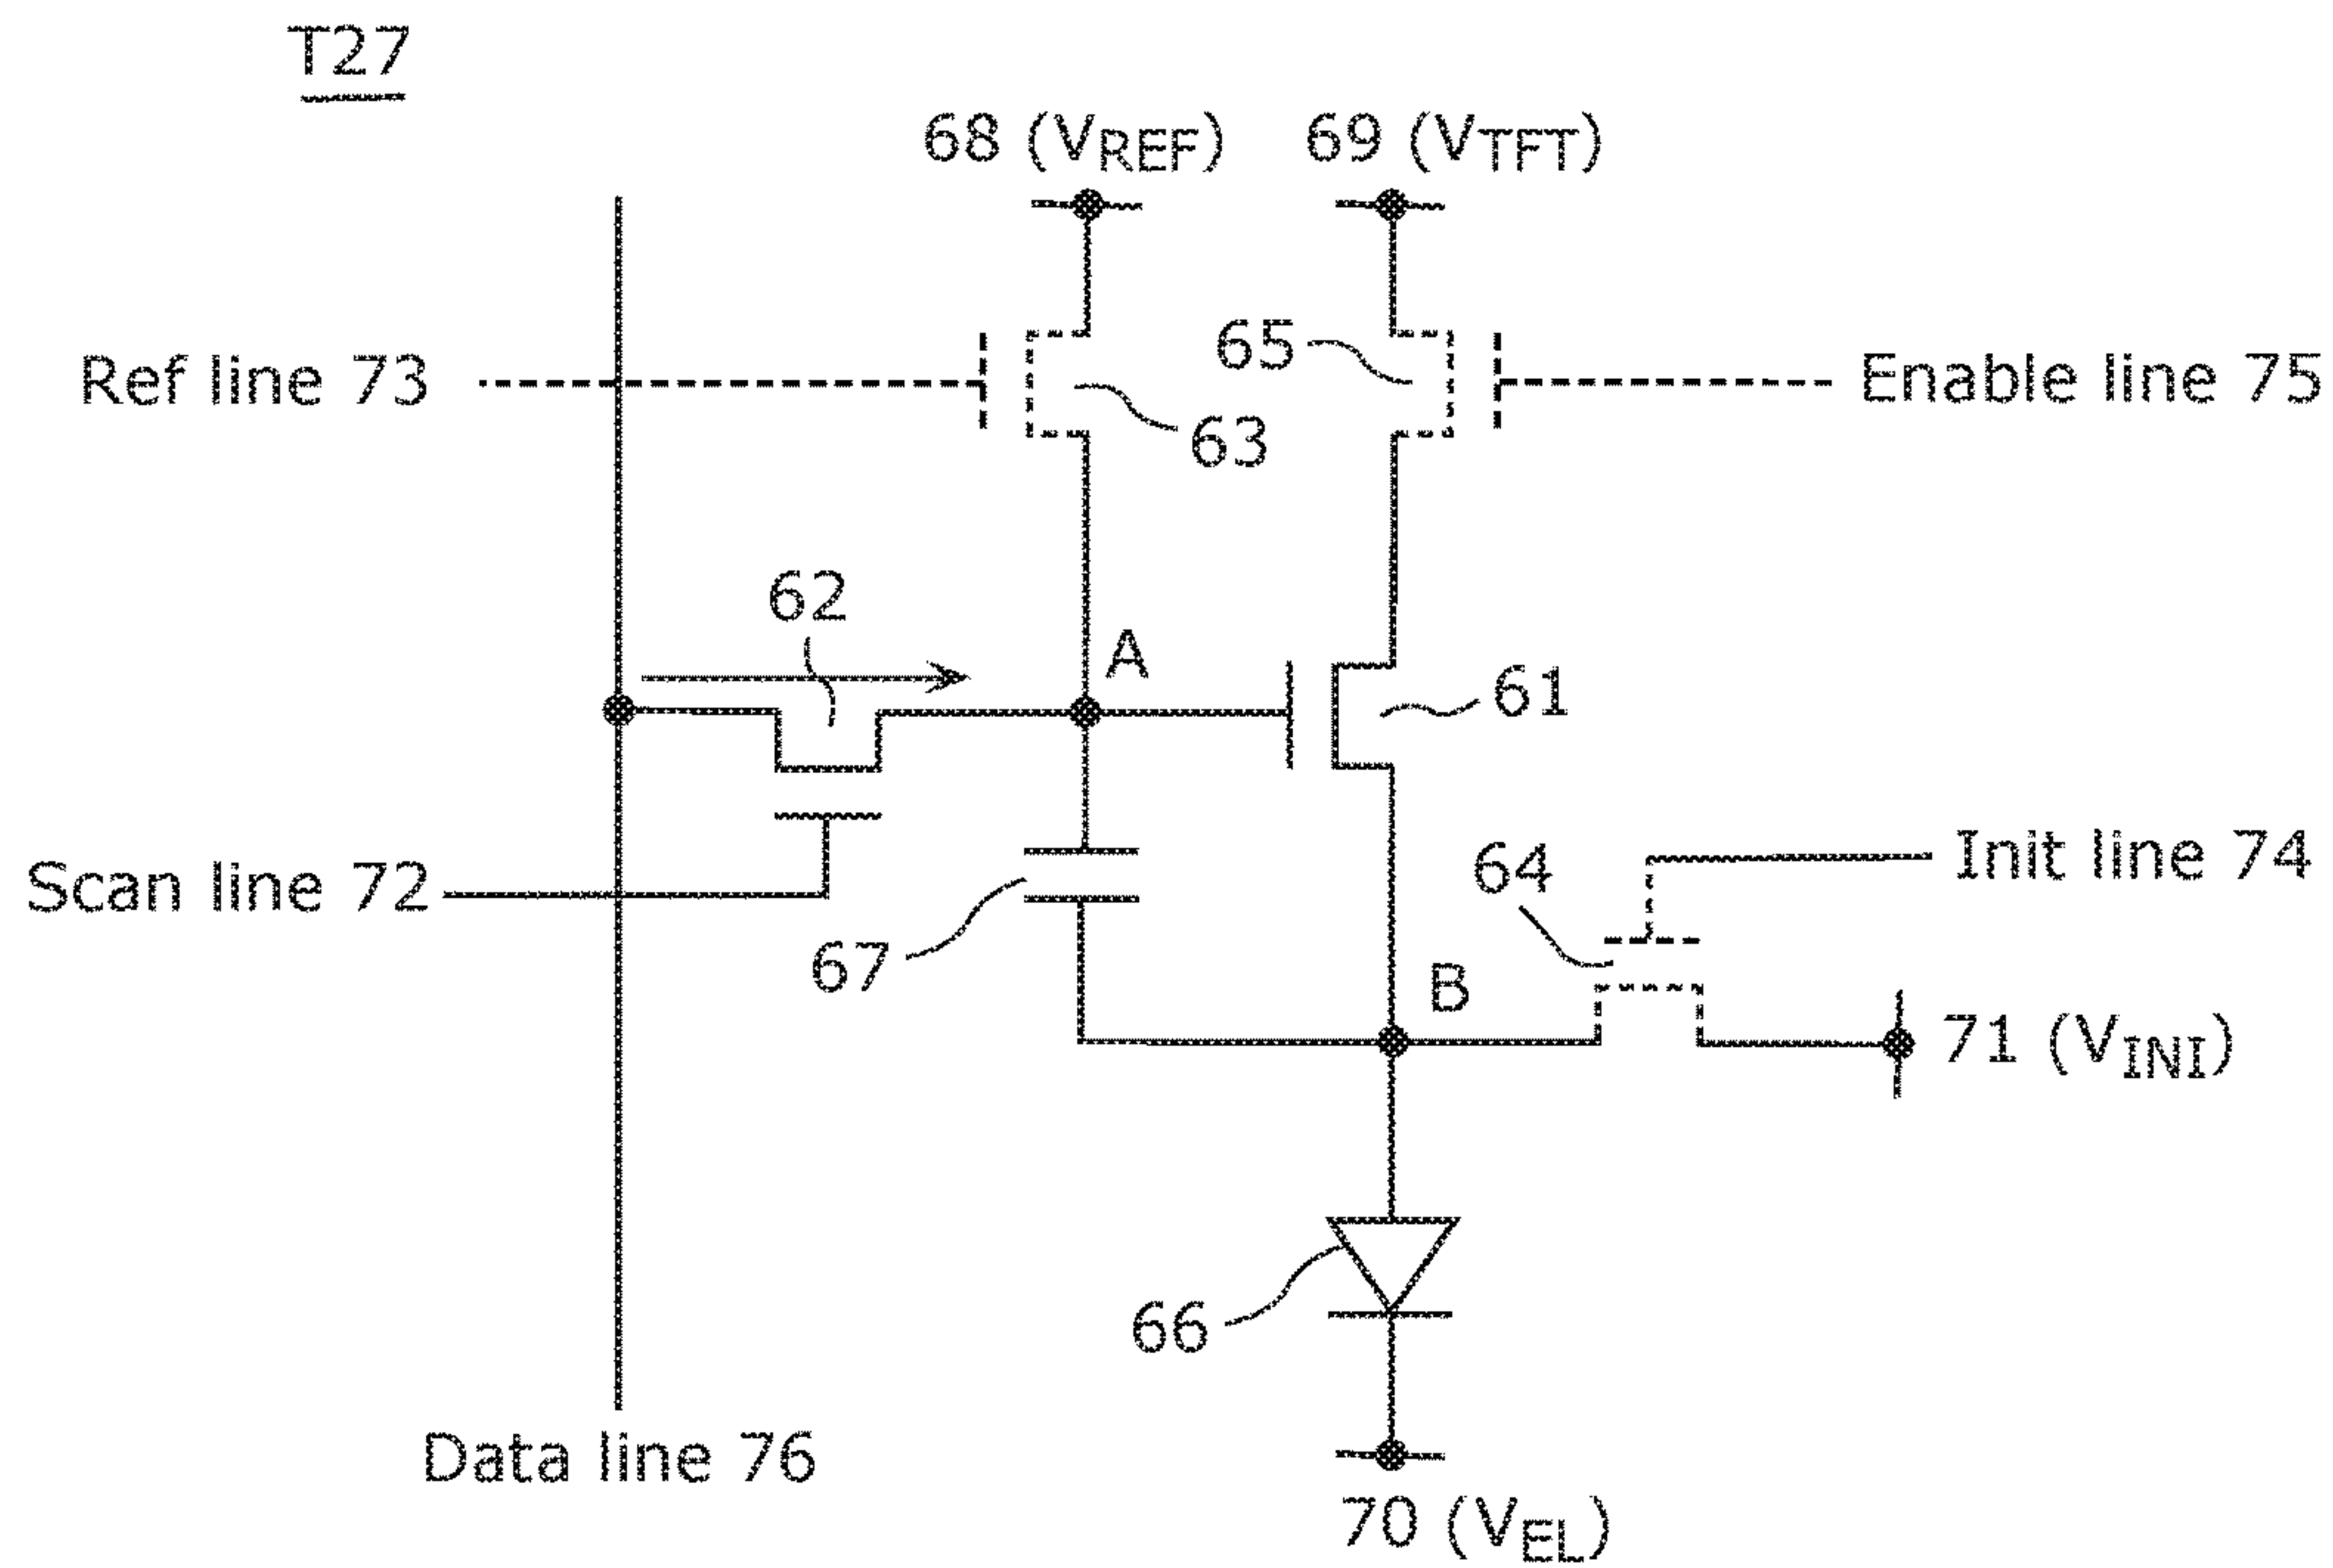 T27
68 (VREF)
69 (VTFT)
Ref line 73
65
Enable line 75
63
62
A
61
Scan line 72
64
Init line 74
67
B
71 (VINI)
66
Data line 76
70 (VEL)